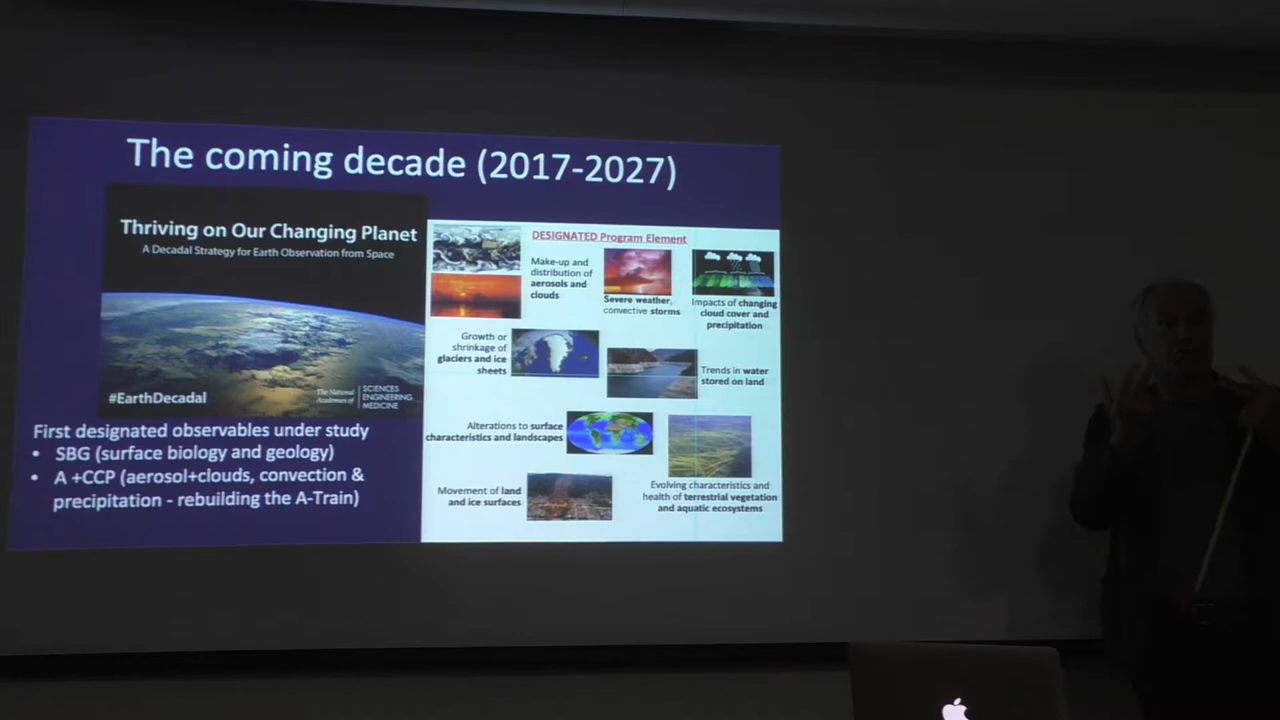 The coming decade (2017-2027)
Thriving on Our Changing Planet
A Decadal Strategy for Earth Observation from Space
#EarthDecadal
The National
Academies of
SCIENCES
ENGINEERING
MEDICINE
First designated observables under study
• SBG (surface biology and geology)
• A +CCP (aerosol+clouds, convection &
precipitation - rebuilding the A-Train)
DESIGNATED Program Element
Make-up and
distribution of
aerosols and
clouds
Severe weather,
convective storms
Impacts of changing
cloud cover and
precipitation
Growth or
shrinkage of
glaciers and ice
sheets
Trends in water
stored on land
Alterations to surface
characteristics and landscapes
Movement of land
and ice surfaces
Evolving characteristics and
health of terrestrial vegetation
and aquatic ecosystems